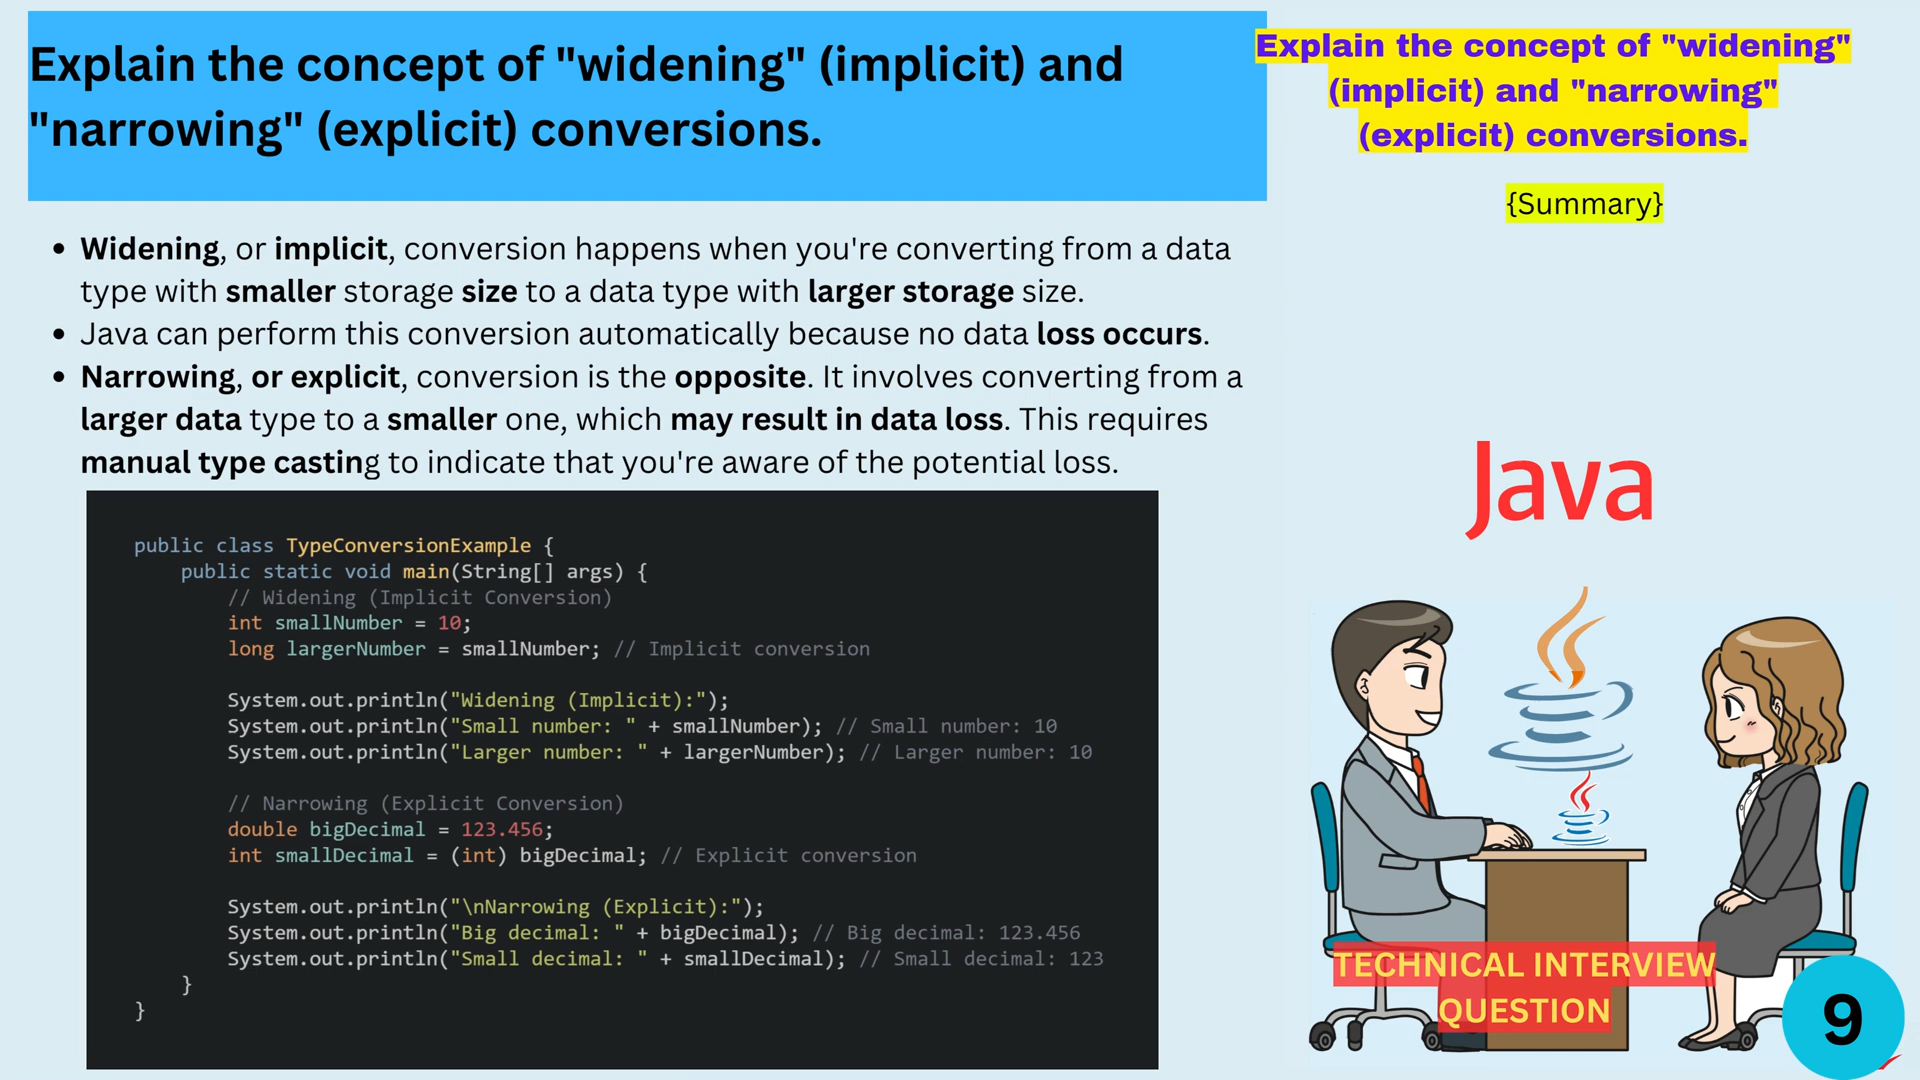 Explain the concept of "widening" (implicit) and
"narrowing" (explicit) conversions.
Widening, or implicit, conversion happens when you're converting from a data
type with smaller storage size to a data type with larger storage size.
Java can perform this conversion automatically because no data loss occurs.
Narrowing, or explicit, conversion is the opposite. It involves converting from a
larger data type to a smaller one, which may result in data loss. This requires
manual type casting to indicate that you're aware of the potential loss.
public class TypeConversionExample {
    public static void main(String[] args) {
        // Widening (Implicit Conversion)
        int smallNumber = 10;
        long largerNumber = smallNumber; // Implicit conversion
        System.out.println("Widening (Implicit):");
        System.out.println("Small number: " + smallNumber); // Small number: 10
        System.out.println("Larger number: " + largerNumber); // Larger number: 10
        // Narrowing (Explicit Conversion)
        double bigDecimal = 123.456;
        int smallDecimal = (int) bigDecimal; // Explicit conversion
        System.out.println("\nNarrowing (Explicit):");
        System.out.println("Big decimal: " + bigDecimal); // Big decimal: 123.456
        System.out.println("Small decimal: " + smallDecimal); // Small decimal: 123
    }
}
Explain the concept of "widening"
(implicit) and "narrowing"
(explicit) conversions.
{Summary}
Java
TECHNICAL INTERVIEW
QUESTION
9